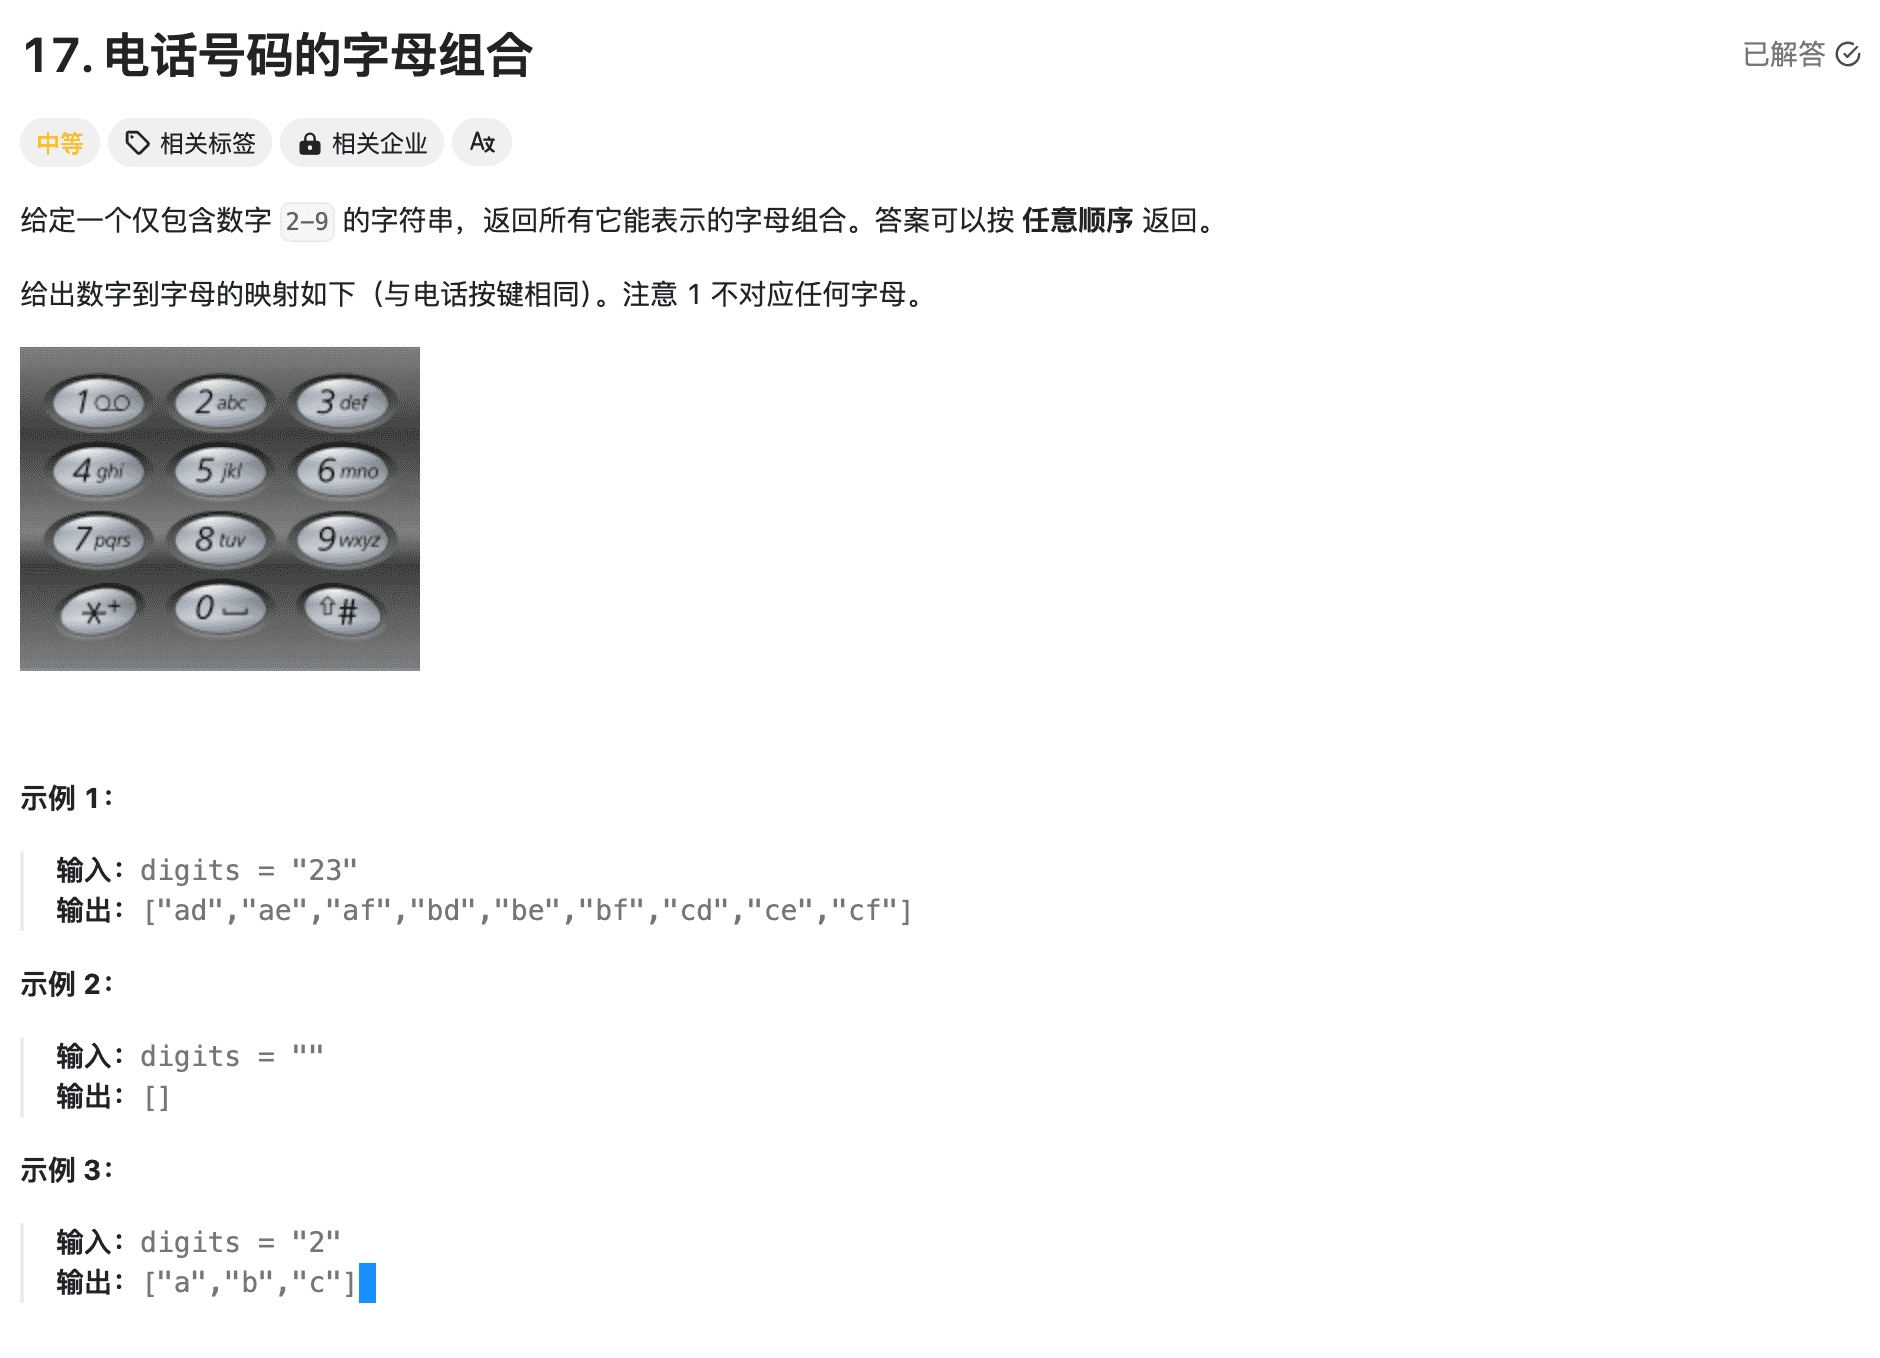 17. 电话号码的字母组合
已解答
中等 相关标签 相关企业 A文
给定一个仅包含数字 2-9 的字符串，返回所有它能表示的字母组合。答案可以按 任意顺序 返回。
给出数字到字母的映射如下（与电话按键相同）。注意 1 不对应任何字母。
1 2 abc 3 def
4 ghi 5 jkl 6 mno
7 pqrs 8 tuv 9 wxyz
*+ 0 ⇧#
示例 1：
输入：digits = "23"
输出：["ad","ae","af","bd","be","bf","cd","ce","cf"]
示例 2：
输入：digits = ""
输出：[]
示例 3：
输入：digits = "2"
输出：["a","b","c"]